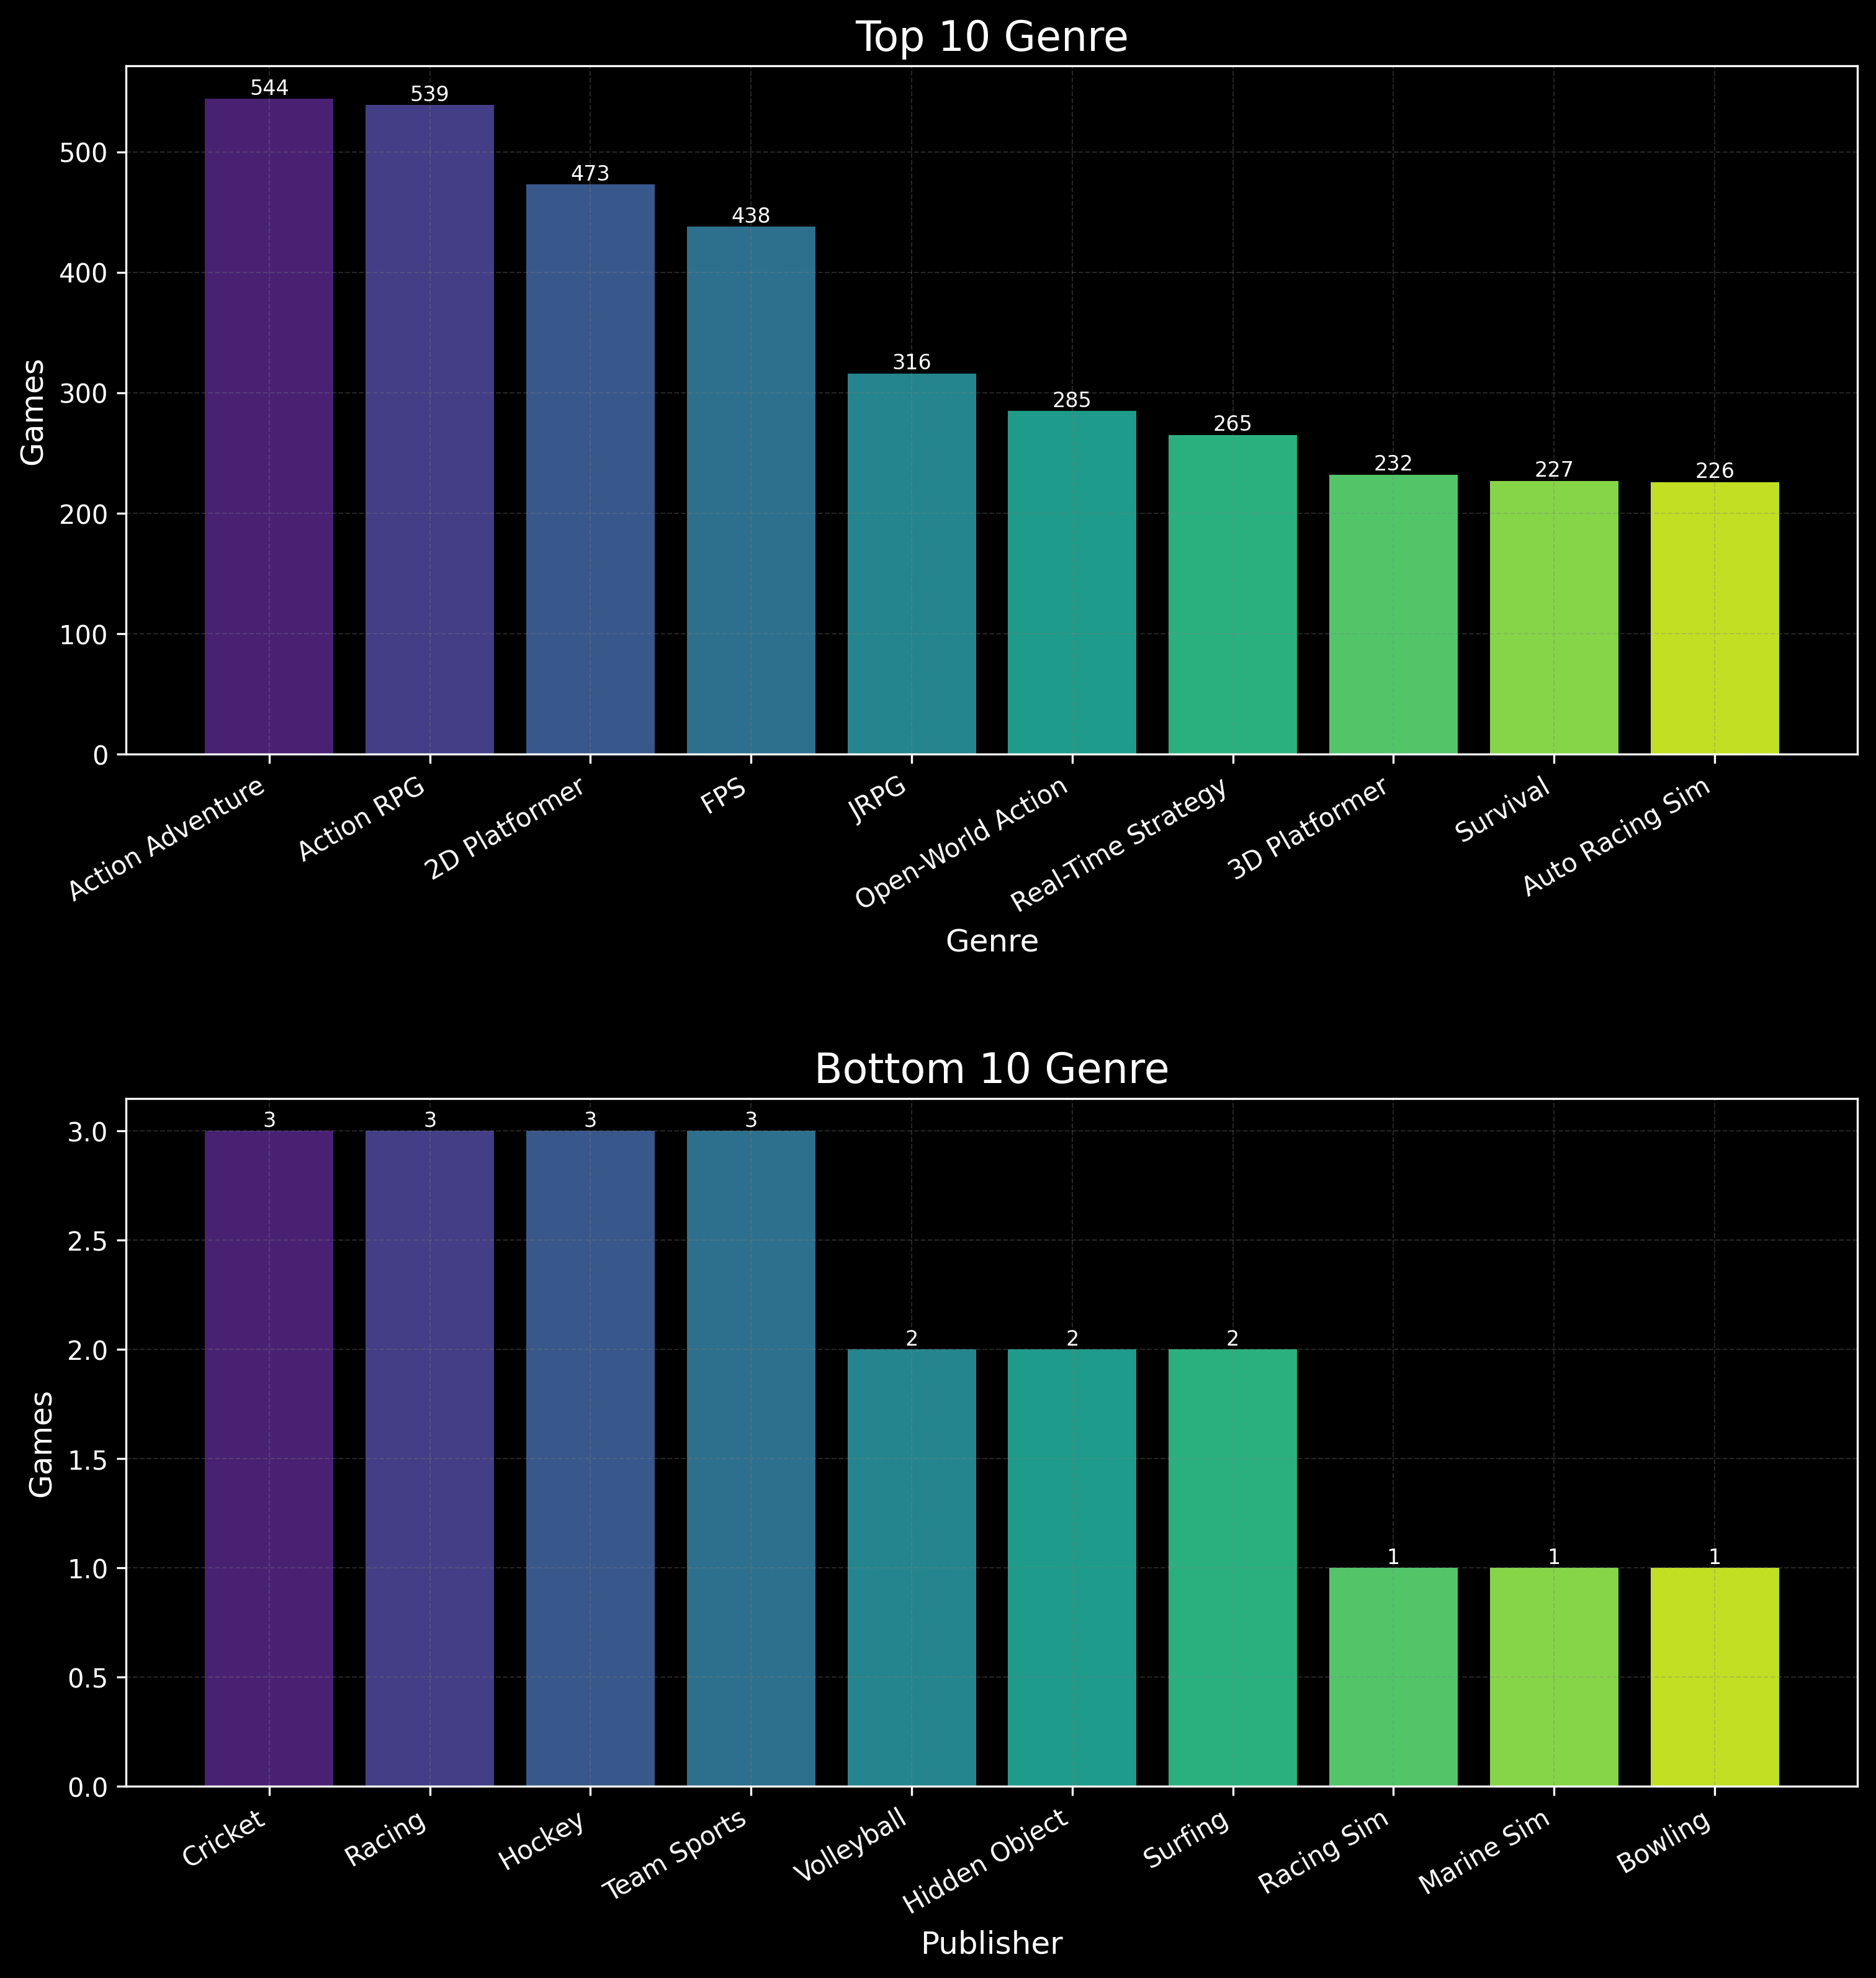 Top 10 Genre
544
539
473
438
316
285
265
232
227
226
500
400
300
200
100
0
Games
Action Adventure
Action RPG
2D Platformer
FPS
JRPG
Open-World Action
Real-Time Strategy
3D Platformer
Survival
Auto Racing Sim
Genre
Bottom 10 Genre
3
3
3
3
2
2
2
1
1
1
3.0
2.5
2.0
1.5
1.0
0.5
0.0
Games
Cricket
Racing
Hockey
Team Sports
Volleyball
Hidden Object
Surfing
Racing Sim
Marine Sim
Bowling
Publisher